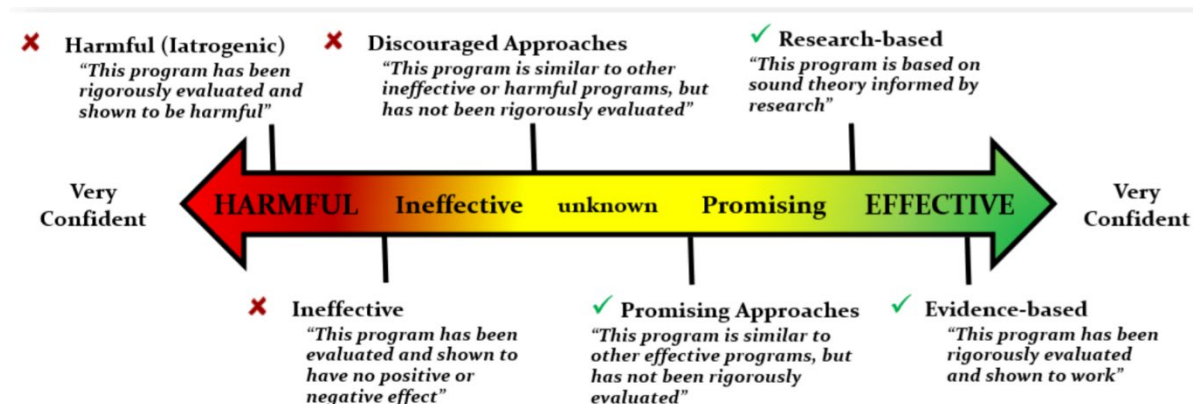 ✘ Harmful (Iatrogenic)
"This program has been
rigorously evaluated and
shown to be harmful"
✘ Discouraged Approaches
"This program is similar to other
ineffective or harmful programs, but
has not been rigorously evaluated"
✓ Research-based
"This program is based on
sound theory informed by
research"
Very
Confident
HARMFUL Ineffective unknown Promising EFFECTIVE
Very
Confident
✘ Ineffective
"This program has been
evaluated and shown to
have no positive or
negative effect"
✓ Promising Approaches
"This program is similar to
other effective programs, but
has not been rigorously
evaluated"
✓ Evidence-based
"This program has been
rigorously evaluated
and shown to work"